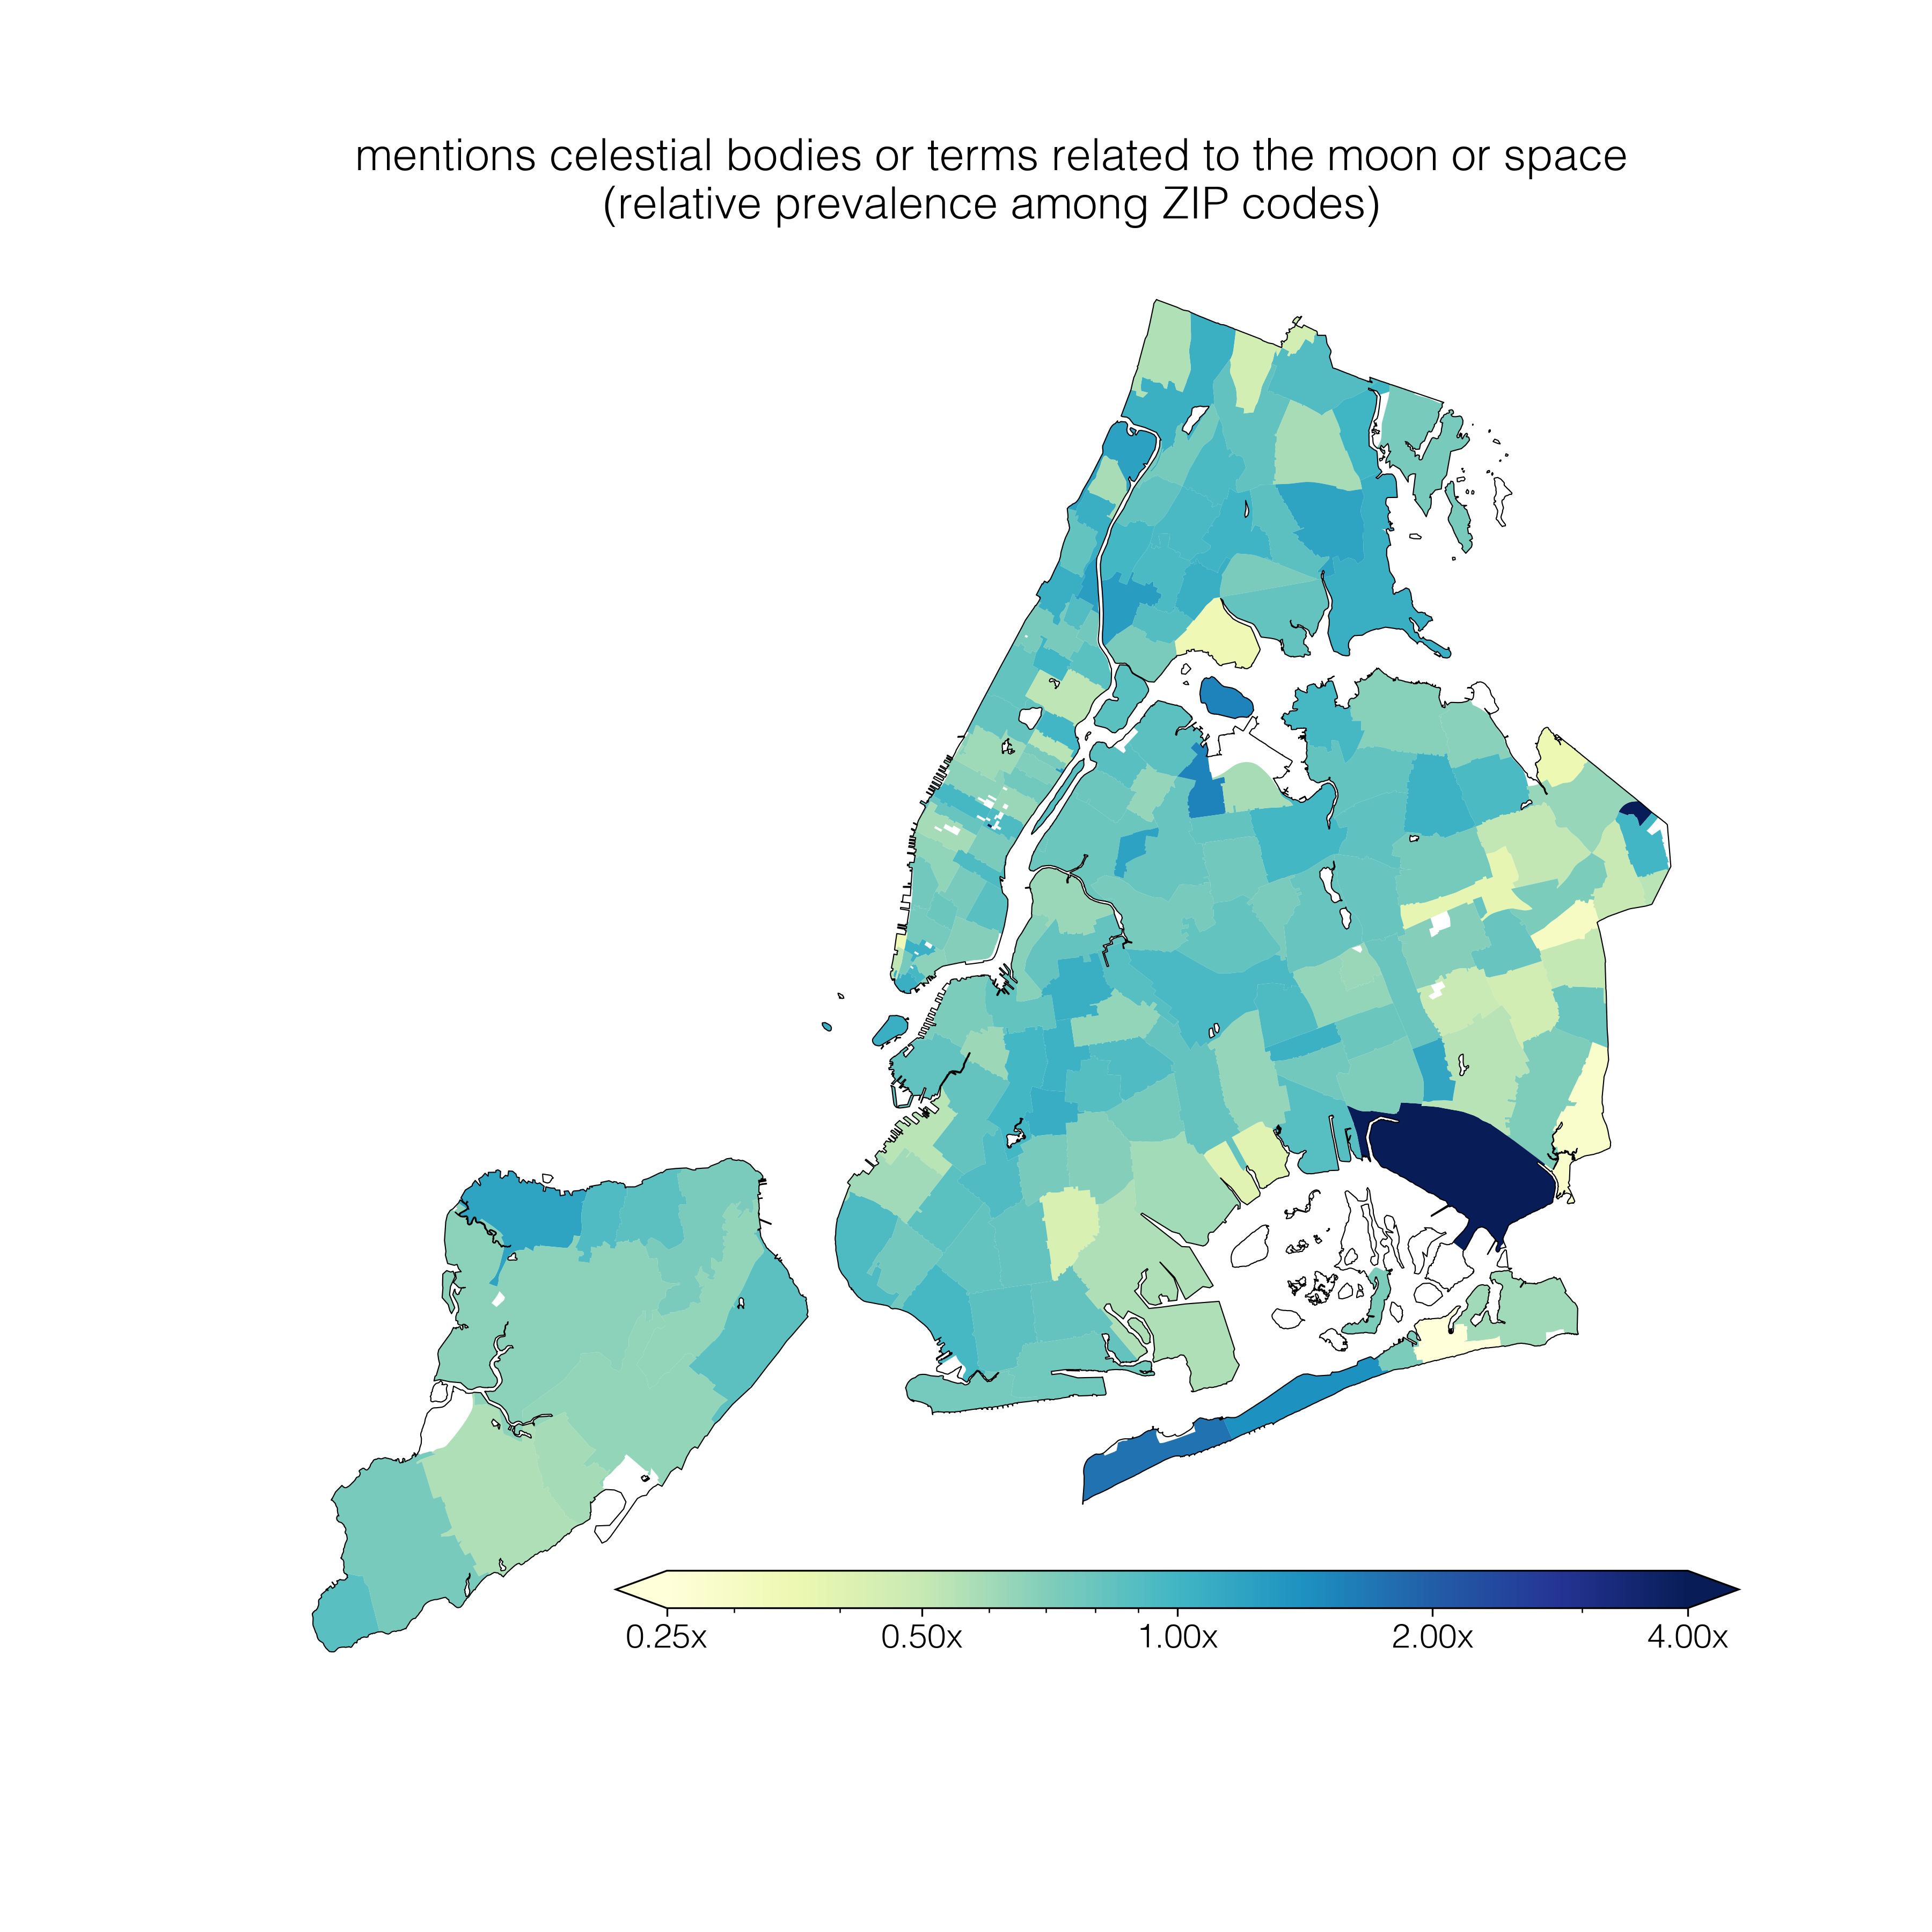 mentions celestial bodies or terms related to the moon or space
(relative prevalence among ZIP codes)
0.25x 0.50x 1.00x 2.00x 4.00x